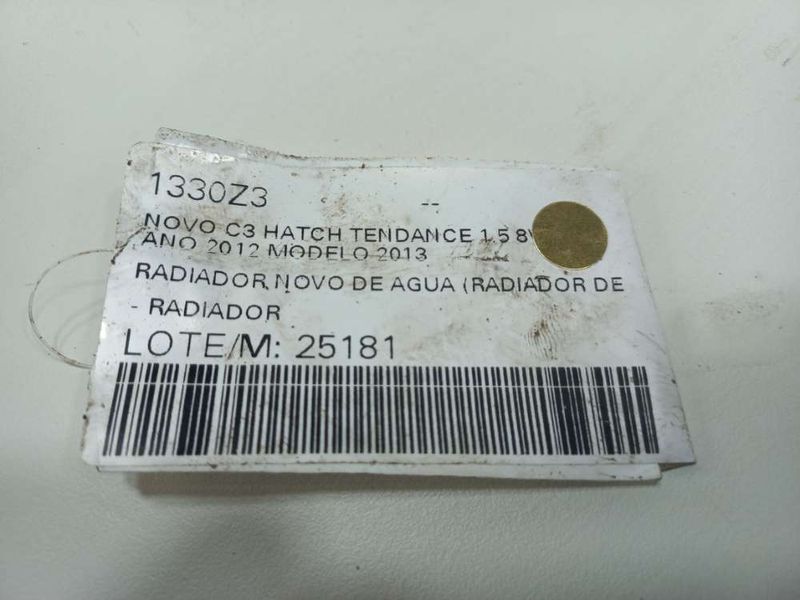 1330Z3 --
NOVO C3 HATCH TENDANCE 1.5 8V
ANO 2012 MODELO 2013
RADIADOR NOVO DE AGUA (RADIADOR DE
- RADIADOR
LOTE/M: 25181